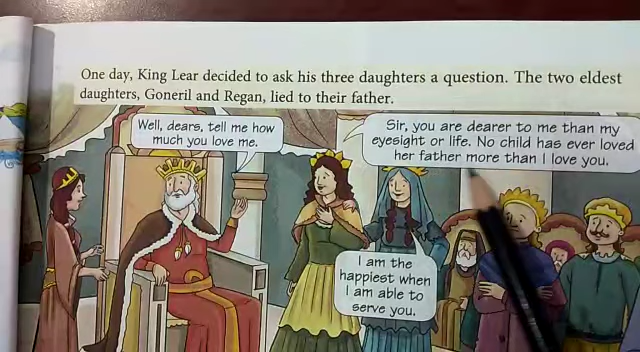 One day, King Lear decided to ask his three daughters a question. The two eldest
daughters, Goneril and Regan, lied to their father.
Well, dears, tell me how
much you love me.
Sir, you are dearer to me than my
eyesight or life. No child has ever loved
her father more than I love you.
I am the
happiest when
I am able to
serve you.